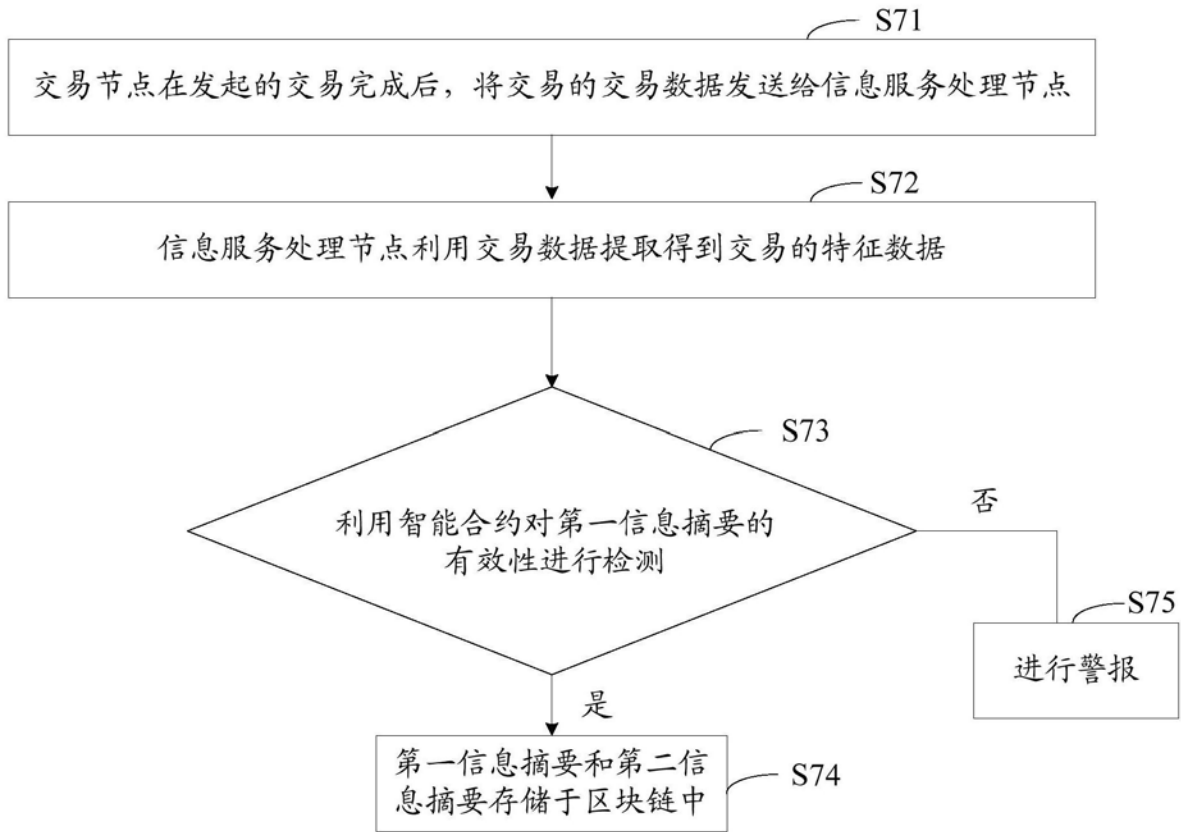 S71
交易节点在发起的交易完成后，将交易的交易数据发送给信息服务处理节点
S72
信息服务处理节点利用交易数据提取得到交易的特征数据
S73
利用智能合约对第一信息摘要的
有效性进行检测
否
S75
进行警报
是
第一信息摘要和第二信
息摘要存储于区块链中
S74